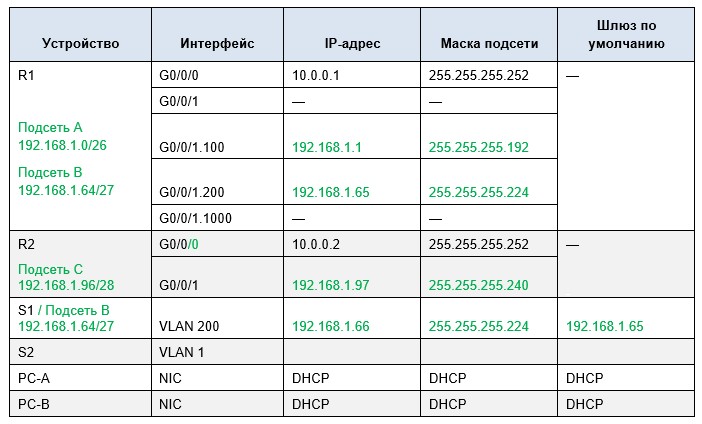 Устройство Интерфейс IP-адрес Маска подсети Шлюз по умолчанию
R1 G0/0/0 10.0.0.1 255.255.255.252 —
G0/0/1 — —
Подсеть A
192.168.1.0/26 G0/0/1.100 192.168.1.1 255.255.255.192
Подсеть B
192.168.1.64/27 G0/0/1.200 192.168.1.65 255.255.255.224
G0/0/1.1000 — —
R2 G0/0/0 10.0.0.2 255.255.255.252 —
Подсеть C
192.168.1.96/28 G0/0/1 192.168.1.97 255.255.255.240
S1 / Подсеть B
192.168.1.64/27 VLAN 200 192.168.1.66 255.255.255.224 192.168.1.65
S2 VLAN 1
PC-A NIC DHCP DHCP DHCP
PC-B NIC DHCP DHCP DHCP